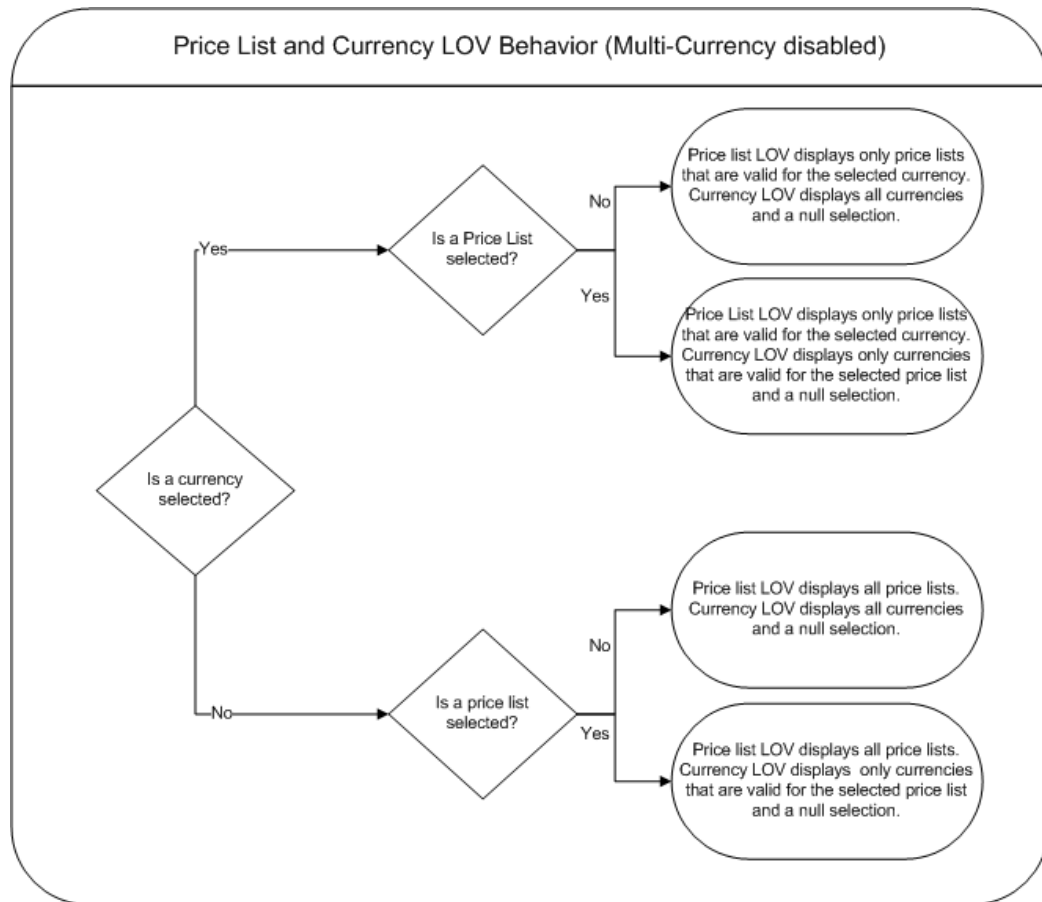 Price List and Currency LOV Behavior (Multi-Currency disabled)
Price list LOV displays only price lists
that are valid for the selected currency.
Currency LOV displays all currencies
and a null selection.
No
Is a Price List
selected?
Yes
Yes
Price List LOV displays only price lists
that are valid for the selected currency.
Currency LOV displays only currencies
that are valid for the selected price list
and a null selection.
Is a currency
selected?
Price list LOV displays all price lists.
Currency LOV displays all currencies
and a null selection.
No
Is a price list
selected?
No
Yes
Price list LOV displays all price lists.
Currency LOV displays  only currencies
that are valid for the selected price list
and a null selection.